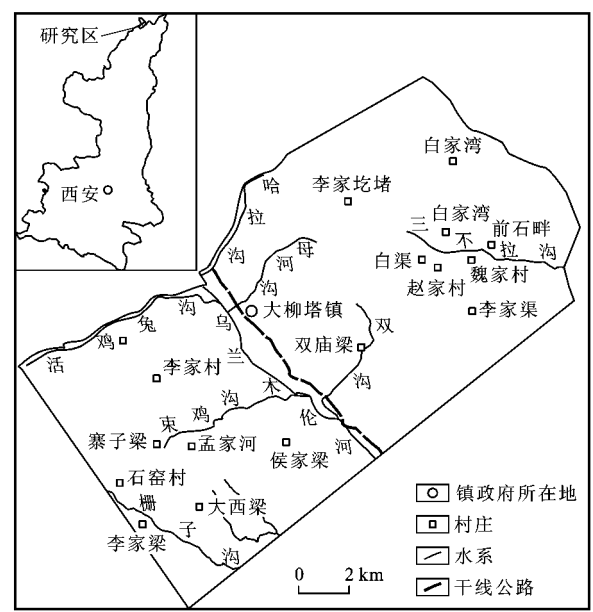 研究区
西安
白家湾
李家圪堵
哈拉沟
白家湾
前石畔
三不拉沟
母河沟
白渠
魏家村
赵家村
大柳塔镇
李家渠
活鸡兔沟
乌兰木伦河
双庙梁
双沟
李家村
束鸡沟
寨子梁
孟家河
侯家梁
石窑村
大西梁
栅子沟
李家梁
镇政府所在地
村庄
水系
干线公路
0 2 km